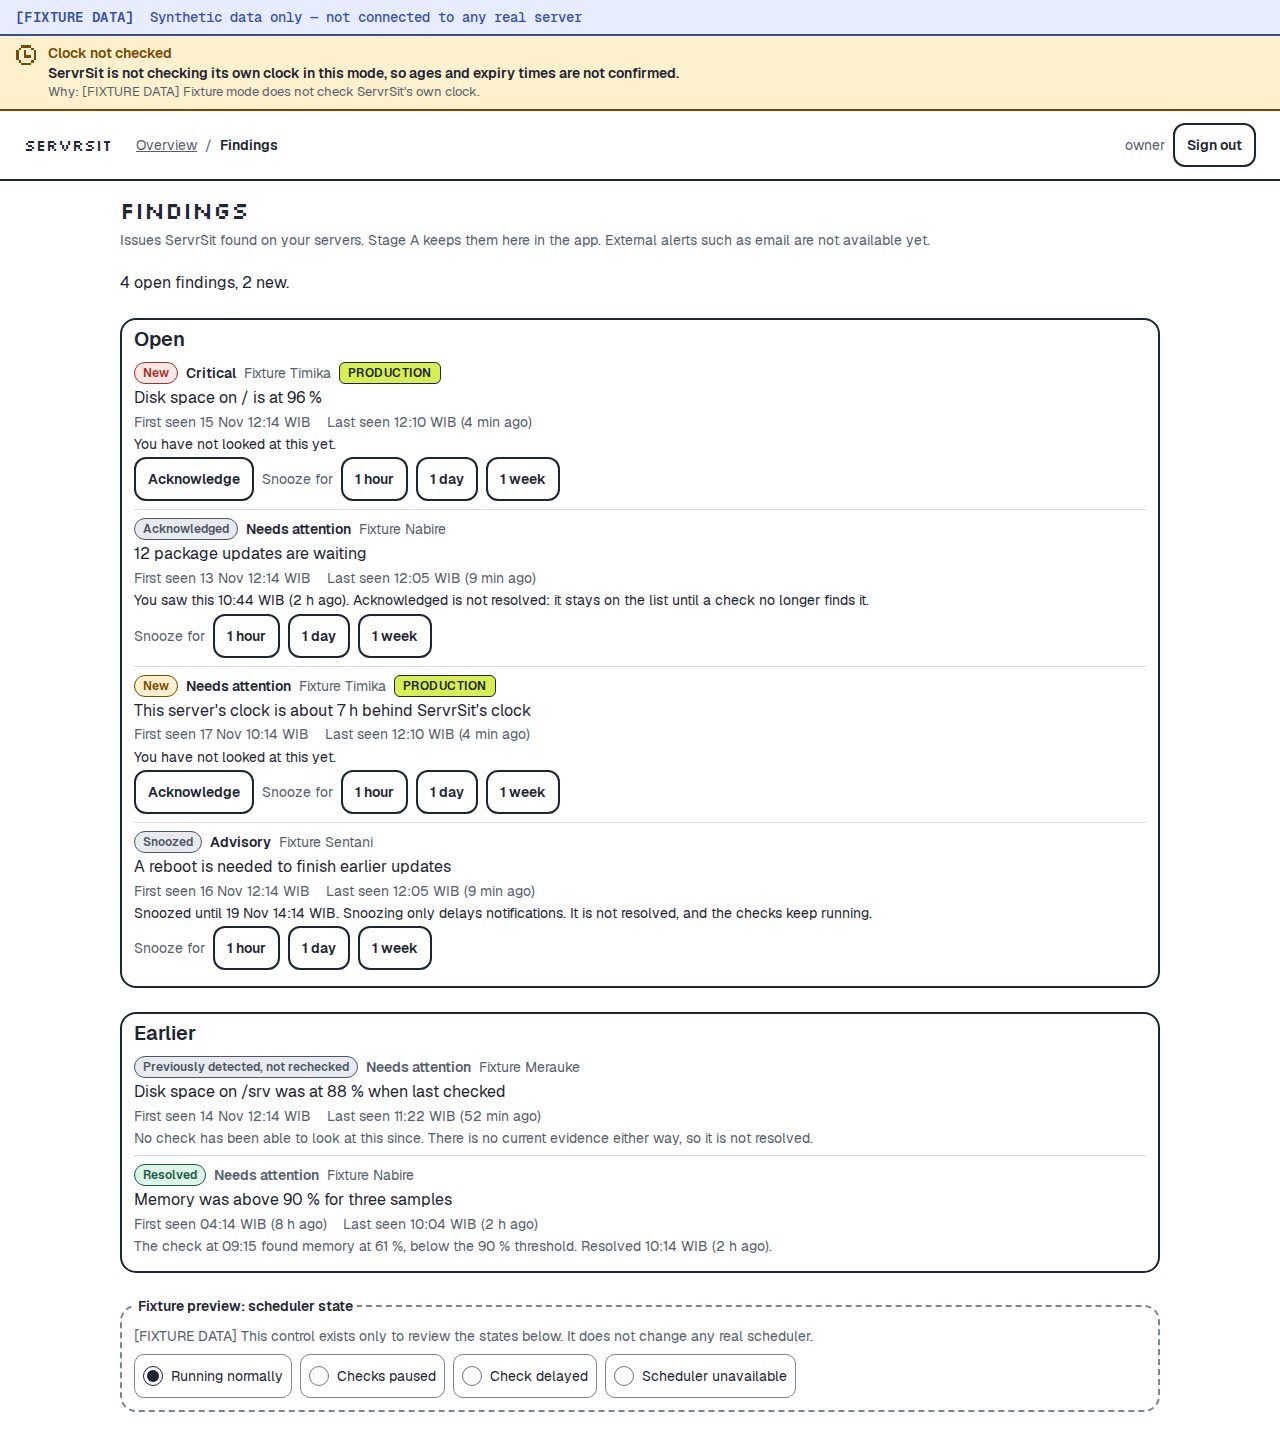 [FIXTURE DATA] Synthetic data only — not connected to any real server
Clock not checked
ServrSit is not checking its own clock in this mode, so ages and expiry times are not confirmed.
Why: [FIXTURE DATA] Fixture mode does not check ServrSit's own clock.
SERVRSIT Overview / Findings owner Sign out
FINDINGS
Issues ServrSit found on your servers. Stage A keeps them here in the app. External alerts such as email are not available yet.
4 open findings, 2 new.
Open
New Critical Fixture Timika PRODUCTION
Disk space on / is at 96 %
First seen 15 Nov 12:14 WIB Last seen 12:10 WIB (4 min ago)
You have not looked at this yet.
Acknowledge Snooze for 1 hour 1 day 1 week
Acknowledged Needs attention Fixture Nabire
12 package updates are waiting
First seen 13 Nov 12:14 WIB Last seen 12:05 WIB (9 min ago)
You saw this 10:44 WIB (2 h ago). Acknowledged is not resolved: it stays on the list until a check no longer finds it.
Snooze for 1 hour 1 day 1 week
New Needs attention Fixture Timika PRODUCTION
This server's clock is about 7 h behind ServrSit's clock
First seen 17 Nov 10:14 WIB Last seen 12:10 WIB (4 min ago)
You have not looked at this yet.
Acknowledge Snooze for 1 hour 1 day 1 week
Snoozed Advisory Fixture Sentani
A reboot is needed to finish earlier updates
First seen 16 Nov 12:14 WIB Last seen 12:05 WIB (9 min ago)
Snoozed until 19 Nov 14:14 WIB. Snoozing only delays notifications. It is not resolved, and the checks keep running.
Snooze for 1 hour 1 day 1 week
Earlier
Previously detected, not rechecked Needs attention Fixture Merauke
Disk space on /srv was at 88 % when last checked
First seen 14 Nov 12:14 WIB Last seen 11:22 WIB (52 min ago)
No check has been able to look at this since. There is no current evidence either way, so it is not resolved.
Resolved Needs attention Fixture Nabire
Memory was above 90 % for three samples
First seen 04:14 WIB (8 h ago) Last seen 10:04 WIB (2 h ago)
The check at 09:15 found memory at 61 %, below the 90 % threshold. Resolved 10:14 WIB (2 h ago).
Fixture preview: scheduler state
[FIXTURE DATA] This control exists only to review the states below. It does not change any real scheduler.
Running normally Checks paused Check delayed Scheduler unavailable